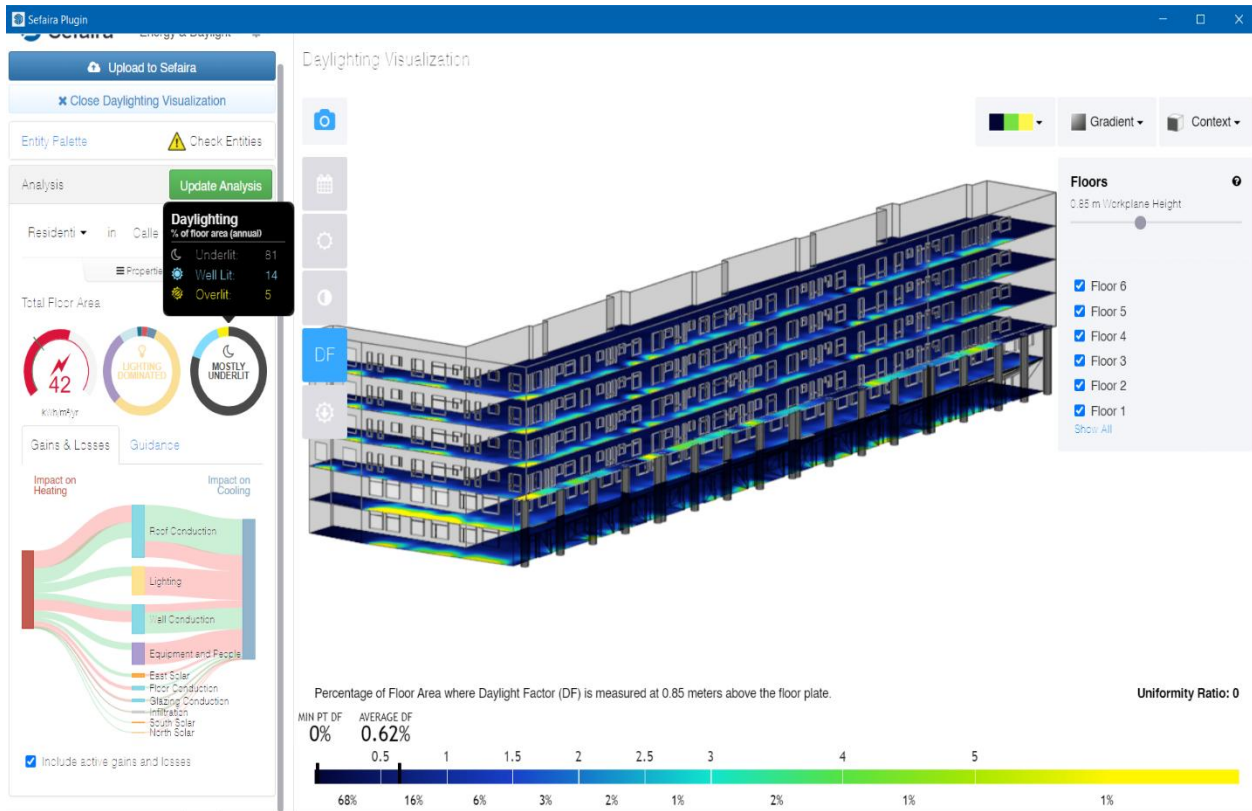 Sefaira Plugin
Sefaira Energy & Daylight
Upload to Sefaira
Close Daylighting Visualization
Entity Palette
Check Entities
Analysis
Update Analysis
Residenti in Calle
Propertie
Total Floor Area
Daylighting
% of floor area (annual)
Underlit: 81
Well Lit: 14
Overlit: 5
42
kWh/m²/yr
LIGHTING
DOMINATED
MOSTLY
UNDERLIT
Gains & Losses
Guidance
Impact on
Heating
Impact on
Cooling
Roof Conduction
Lighting
Wall Conduction
Equipment and People
East Solar
Floor Conduction
Glazing Conduction
Infiltration
South Solar
North Solar
Include active gains and losses
Daylighting Visualization
DF
Gradient
Context
Floors
0.85 m Workplane Height
Floor 6
Floor 5
Floor 4
Floor 3
Floor 2
Floor 1
Show All
Percentage of Floor Area where Daylight Factor (DF) is measured at 0.85 meters above the floor plate.
Uniformity Ratio: 0
MIN PT DF AVERAGE DF
0% 0.62%
0.5 1 1.5 2 2.5 3 4 5
68% 16% 6% 3% 2% 1% 2% 1% 1%